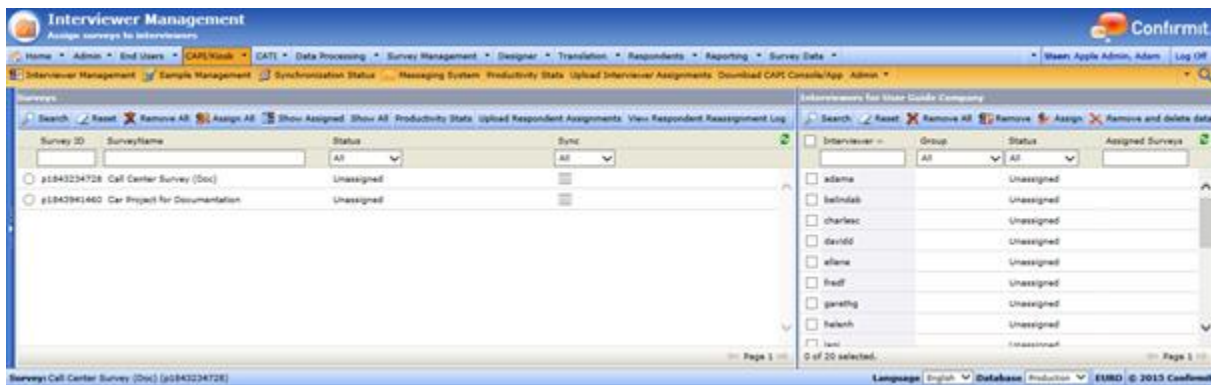 Interviewer Management
Assign surveys to interviewers
Confirmit
Home Admin End Users CAPI/Kiosk CATI Data Processing Survey Management Designer Translation Respondents Reporting Survey Data Apple Admin, Adam Log Off
Interviewer Management Sample Management Synchronization Status Messaging System Productivity Stats Upload Interviewer Assignments Download CAPI Console/App Admin
Surveys
Interviewers for User Guide Company
Search Reset Remove All Assign All Show Assigned Show All Productivity Stats Upload Respondent Assignments View Respondent Reassignment Log
Search Reset Remove All Remove Assign Remove and delete data
Survey ID SurveyName Status Sync
Interviewer Group Status Assigned Surveys
All All
All All
p1843234728 Call Center Survey (Doc) Unassigned
p1843941460 Car Project for Documentation Unassigned
adama Unassigned
belindab Unassigned
charlesc Unassigned
davidd Unassigned
ellene Unassigned
fredf Unassigned
garethg Unassigned
helenh Unassigned
Unassigned
Page 1
0 of 20 selected. Page 1
Survey: Call Center Survey (Doc) (p1843234728)
Language English Database Production EURO © 2013 Confirmit